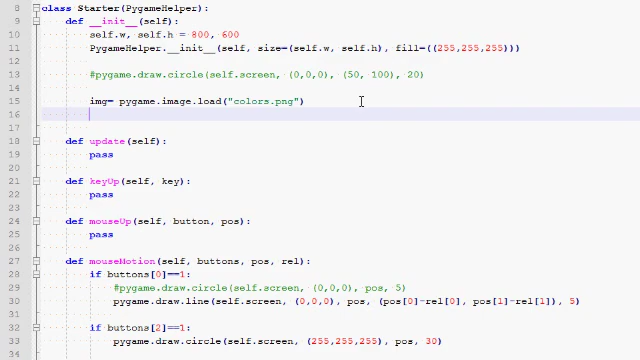 8 class Starter(PygameHelper):
9 def __init__(self):
10 self.w, self.h = 800, 600
11 PygameHelper.__init__(self, size=(self.w, self.h), fill=((255,255,255)))
12
13 #pygame.draw.circle(self.screen, (0,0,0), (50, 100), 20)
14
15 img= pygame.image.load("colors.png")
16
17
18 def update(self):
19 pass
20
21 def keyUp(self, key):
22 pass
23
24 def mouseUp(self, button, pos):
25 pass
26
27 def mouseMotion(self, buttons, pos, rel):
28 if buttons[0]==1:
29 #pygame.draw.circle(self.screen, (0,0,0), pos, 5)
30 pygame.draw.line(self.screen, (0,0,0), pos, (pos[0]-rel[0], pos[1]-rel[1]), 5)
31
32 if buttons[2]==1:
33 pygame.draw.circle(self.screen, (255,255,255), pos, 30)
34